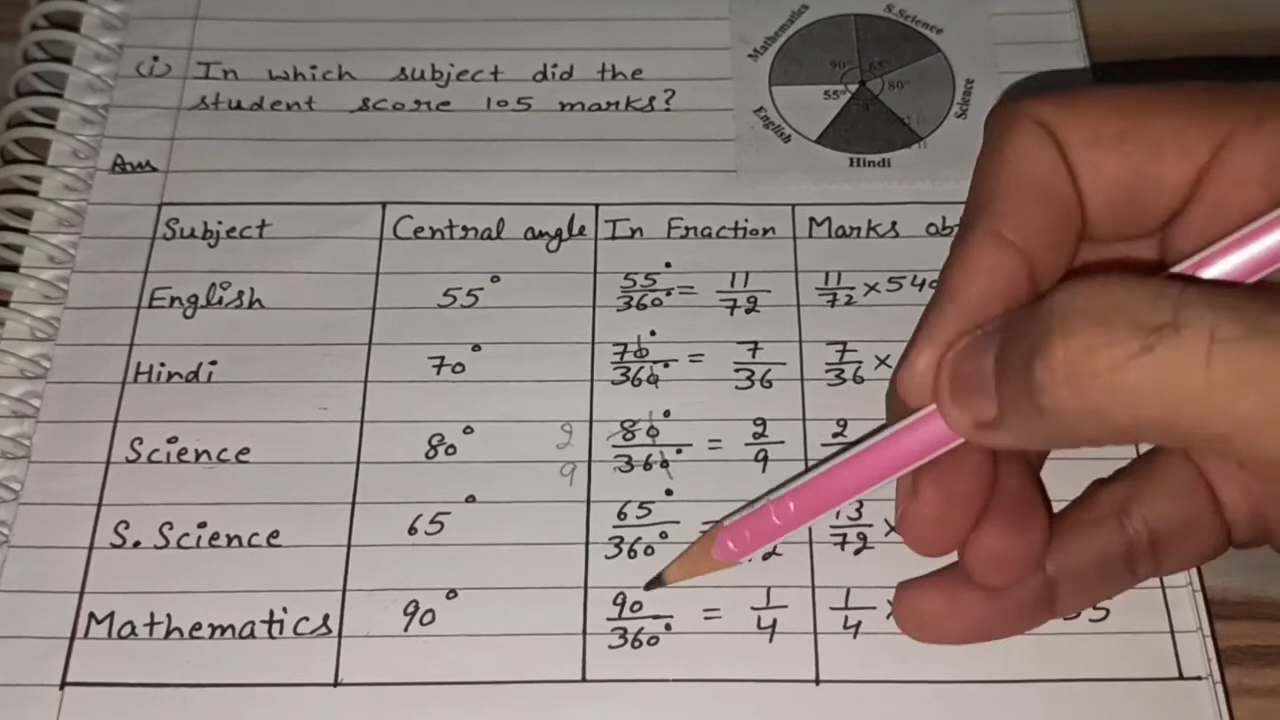 (i) In which subject did the
student score 105 marks?
Mathematics
S.Science
90° 65°
80°
55°
Science
English
Hindi
Ans
Subject Central angle In Fraction Marks
English 55° 55°/360° = 11/72 11/72 × 540
Hindi 70° 70°/360° = 7/36 7/36 ×
Science 80° 2/9 80°/360° = 2/9 2
S. Science 65° 65°/360° 13/72 ×
Mathematics 90° 90/360° = 1/4 1/4